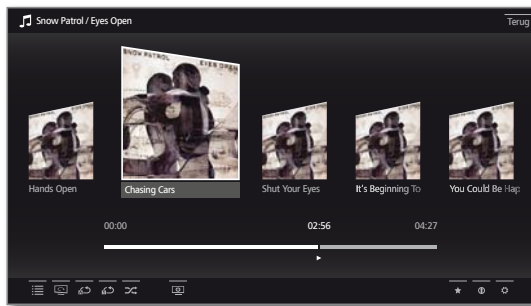 Snow Patrol / Eyes Open
Terug
SNOW PATROL EYES OPEN
Hands Open
Chasing Cars
Shut Your Eyes
It's Beginning To
You Could Be Hap
00:00
02:56
04:27